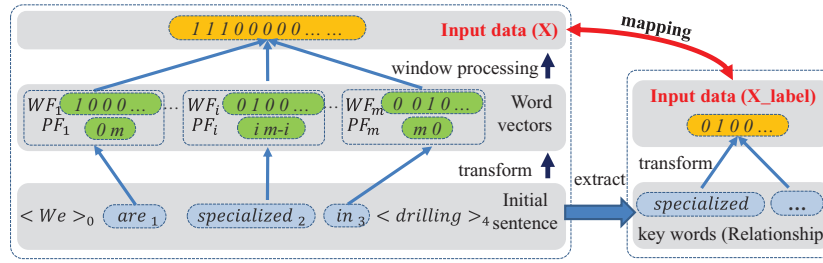 1 1 1 0 0 0 0 0 ... ... Input data (X)
mapping
window processing
WF1 1 0 0 0 ... ... WFi 0 1 0 0 ... ... WFm 0 0 1 0 ... Word
PF1 0 m PFi i m-i PFm m 0 vectors
Input data (X_label)
0 1 0 0 ...
transform extract transform
< We >0 are 1 specialized 2 in 3 < drilling >4 Initial
sentence
specialized ...
key words (Relationship